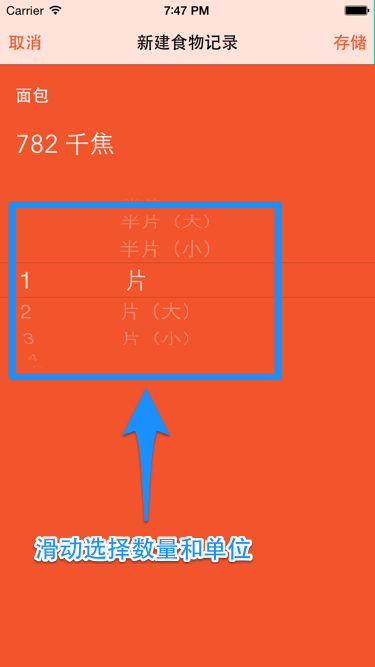 Carrier 7:47 PM
取消 新建食物记录 存储
面包
782 千焦
半片（大）
半片（小）
1 片
2 片（大）
3 片（小）
4
滑动选择数量和单位